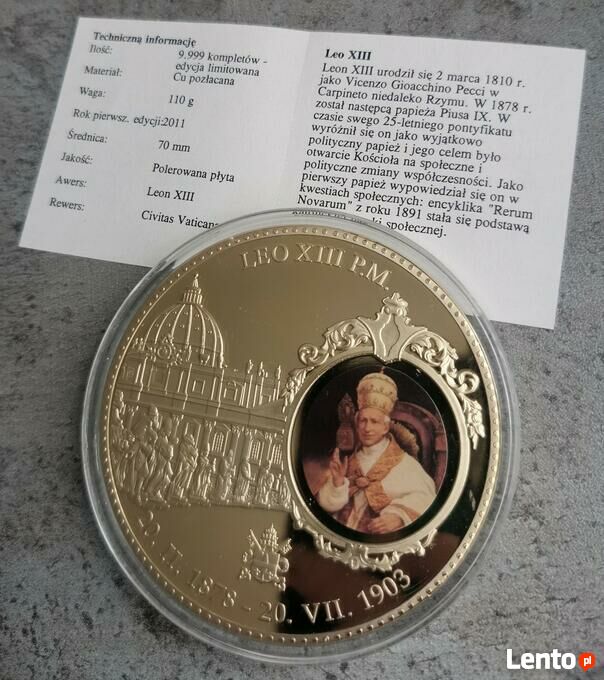 Techniczną informację
Ilość: 9.999 kompletów -
edycja limitowana
Materiał: Cu pozłacana
Waga: 110 g
Rok pierwsz. edycji:2011
Średnica: 70 mm
Jakość: Polerowana płyta
Awers: Leon XIII
Rewers: Civitas Vaticana
Leo XIII
Leon XIII urodził się 2 marca 1810 r.
jako Vicenzo Gioacchino Pecci w
Carpineto niedaleko Rzymu. W 1878 r.
został następcą papieża Piusa IX. W
czasie swego 25-letniego pontyfikatu
wyróżnił się on jako wyjątkowo
polityczny papież i jego celem było
otwarcie Kościoła na społeczne i
polityczne zmiany współczesności. Jako
pierwszy papież wypowiedział się on w
kwestiach społecznych: encyklika "Rerum
Novarum" z roku 1891 stała się podstawą
społecznej.
LEO XIII P.M.
20. II. 1878 - 20. VII. 1903
Lento.pl